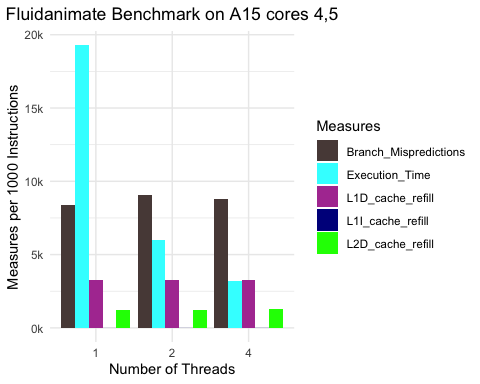 Fluidanimate Benchmark on A15 cores 4,5
Measures per 1000 Instructions
20k
15k
10k
5k
0k
1
2
4
Number of Threads
Measures
Branch_Mispredictions
Execution_Time
L1D_cache_refill
L1I_cache_refill
L2D_cache_refill